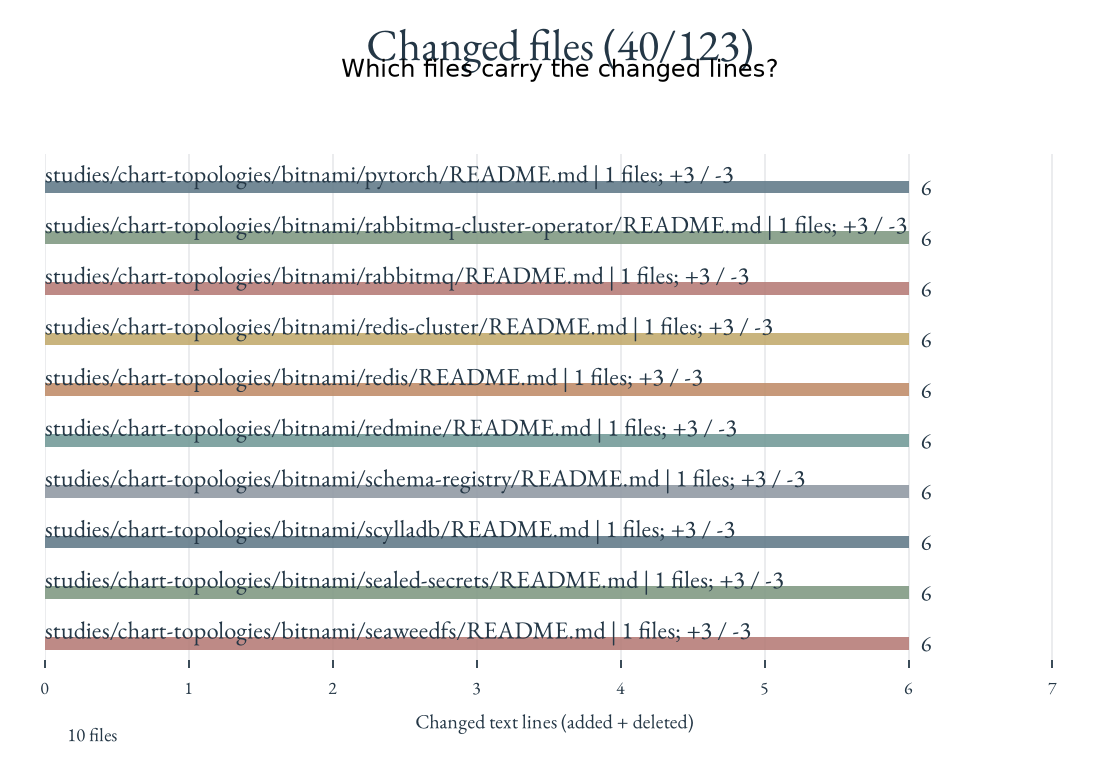 Changed files (40/123)
Which files carry the changed lines?
studies/chart-topologies/bitnami/pytorch/README.md | 1 files; +3 / -3
6
studies/chart-topologies/bitnami/rabbitmq-cluster-operator/README.md | 1 files; +3 / -3
6
studies/chart-topologies/bitnami/rabbitmq/README.md | 1 files; +3 / -3
6
studies/chart-topologies/bitnami/redis-cluster/README.md | 1 files; +3 / -3
6
studies/chart-topologies/bitnami/redis/README.md | 1 files; +3 / -3
6
studies/chart-topologies/bitnami/redmine/README.md | 1 files; +3 / -3
6
studies/chart-topologies/bitnami/schema-registry/README.md | 1 files; +3 / -3
6
studies/chart-topologies/bitnami/scylladb/README.md | 1 files; +3 / -3
6
studies/chart-topologies/bitnami/sealed-secrets/README.md | 1 files; +3 / -3
6
studies/chart-topologies/bitnami/seaweedfs/README.md | 1 files; +3 / -3
6
0 1 2 3 4 5 6 7
Changed text lines (added + deleted)
10 files